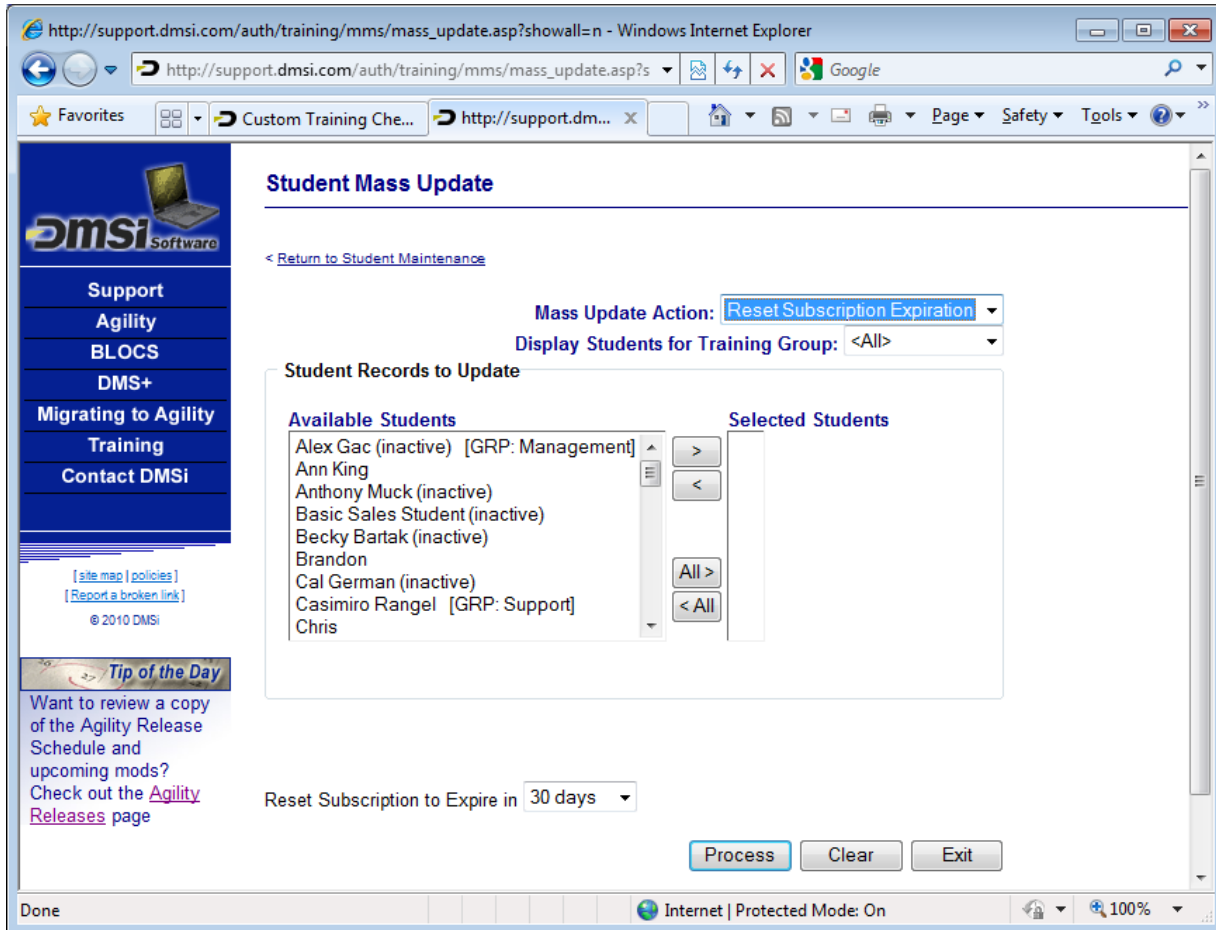 http://support.dmsi.com/auth/training/mms/mass_update.asp?showall=n - Windows Internet Explorer
http://support.dmsi.com/auth/training/mms/mass_update.asp?s
Google
Favorites
Custom Training Che...
http://support.dm...
Page
Safety
Tools
DMSi Software
Support
Agility
BLOCS
DMS+
Migrating to Agility
Training
Contact DMSi
[ site map | policies ]
[ Report a broken link ]
© 2010 DMSi
Tip of the Day
Want to review a copy
of the Agility Release
Schedule and
upcoming mods?
Check out the Agility
Releases page
Student Mass Update
< Return to Student Maintenance
Mass Update Action: Reset Subscription Expiration
Display Students for Training Group: <All>
Student Records to Update
Available Students
Alex Gac (inactive) [GRP: Management]
Ann King
Anthony Muck (inactive)
Basic Sales Student (inactive)
Becky Bartak (inactive)
Brandon
Cal German (inactive)
Casimiro Rangel [GRP: Support]
Chris
>
<
All >
< All
Selected Students
Reset Subscription to Expire in 30 days
Process Clear Exit
Done
Internet | Protected Mode: On
100%